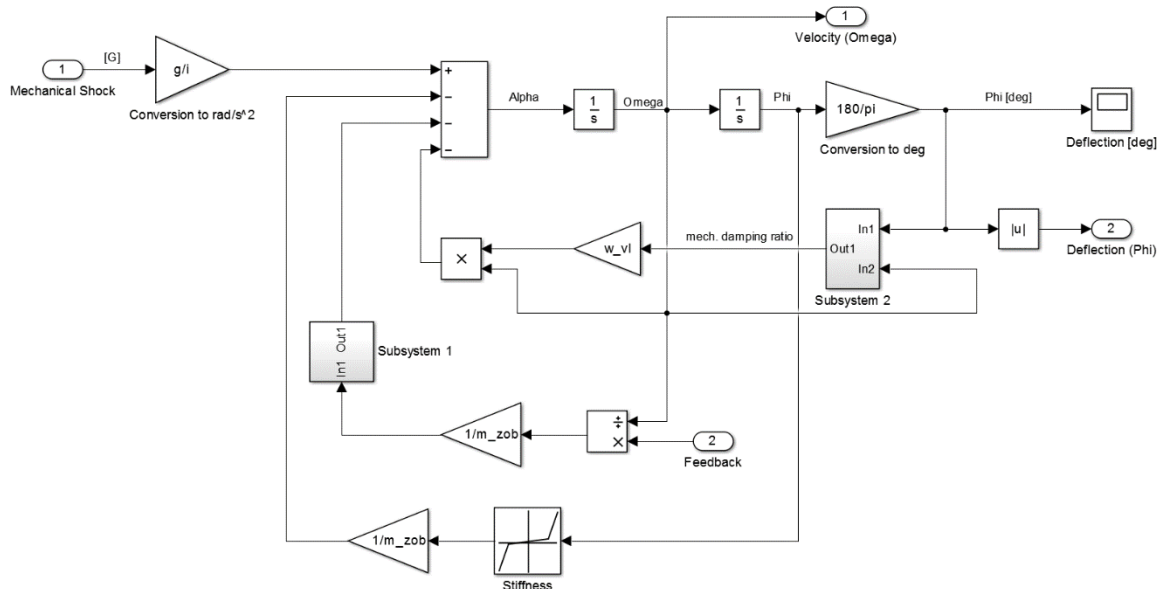 1
Velocity (Omega)
[G]
1
Mechanical Shock
g/i
Conversion to rad/s^2
+
−
−
−
Alpha
1
s
Omega
1
s
Phi
180/pi
Conversion to deg
Phi [deg]
Deflection [deg]
mech. damping ratio
w_vl
×
In1
Out1
In2
Subsystem 2
|u|
2
Deflection (Phi)
In1 Out1
Subsystem 1
1/m_zob
÷
×
2
Feedback
1/m_zob
Stiffness